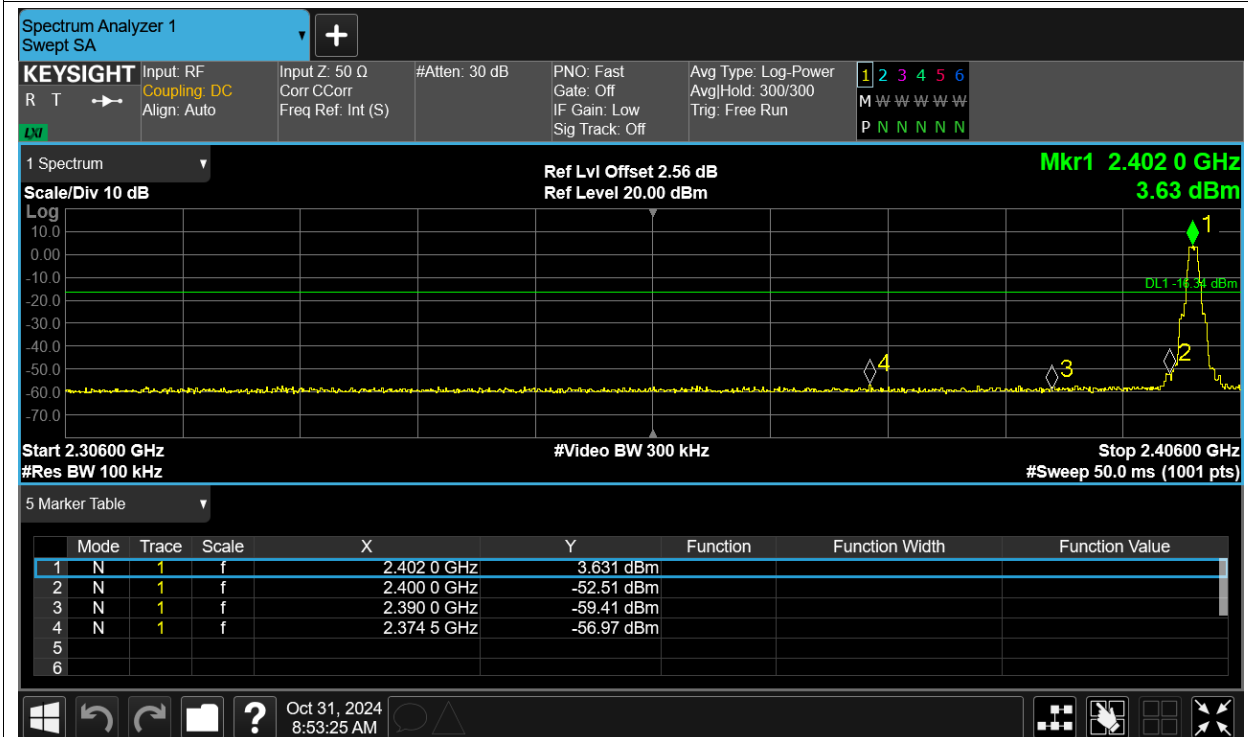 Spectrum Analyzer 1
Swept SA
+
KEYSIGHT Input: RF Input Z: 50 Ω #Atten: 30 dB PNO: Fast Avg Type: Log-Power 1 2 3 4 5 6
R T Coupling: DC Corr CCorr Gate: Off Avg|Hold: 300/300 M W W W W W
Align: Auto Freq Ref: Int (S) IF Gain: Low Trig: Free Run
LXI Sig Track: Off P N N N N N
1 Spectrum Ref Lvl Offset 2.56 dB Mkr1 2.402 0 GHz
Scale/Div 10 dB Ref Level 20.00 dBm 3.63 dBm
Log
1
10.0
0.00
-10.0
DL1 -16.34 dBm
-20.0
-30.0
-40.0
2
4
3
-50.0
-60.0
-70.0
Start 2.30600 GHz #Video BW 300 kHz Stop 2.40600 GHz
#Res BW 100 kHz #Sweep 50.0 ms (1001 pts)
5 Marker Table
Mode Trace Scale X Y Function Function Width Function Value
1 N 1 f 2.402 0 GHz 3.631 dBm
2 N 1 f 2.400 0 GHz -52.51 dBm
3 N 1 f 2.390 0 GHz -59.41 dBm
4 N 1 f 2.374 5 GHz -56.97 dBm
5
6
? Oct 31, 2024
8:53:25 AM